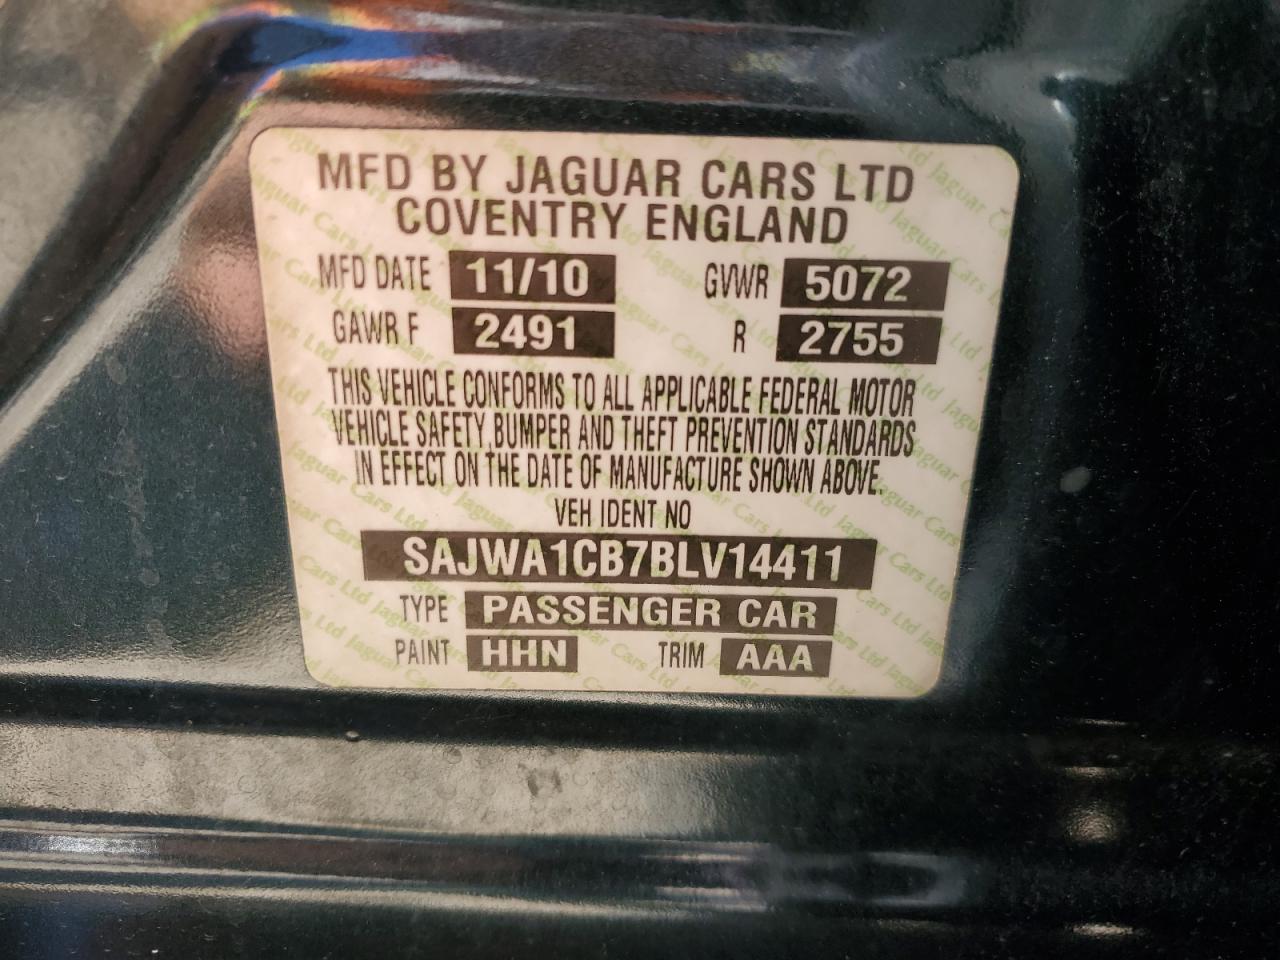 MFD BY JAGUAR CARS LTD
COVENTRY ENGLAND
MFD DATE 11/10 GVWR 5072
GAWR F 2491 R 2755
THIS VEHICLE CONFORMS TO ALL APPLICABLE FEDERAL MOTOR
VEHICLE SAFETY,BUMPER AND THEFT PREVENTION STANDARDS
IN EFFECT ON THE DATE OF MANUFACTURE SHOWN ABOVE.
VEH IDENT NO
SAJWA1CB7BLV14411
TYPE PASSENGER CAR
PAINT HHN TRIM AAA